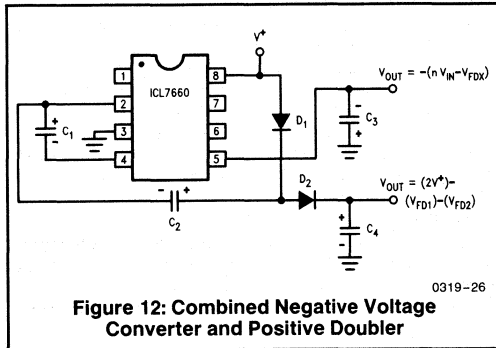 V+
1
2
3
4
ICL7660
8
7
6
5
+
-
C1
-
+
C2
D1
D2
-
+
C3
+
-
C4
VOUT = -(n VIN-VFDX)
VOUT = (2V+)-
(VFD1)-(VFD2)
0319-26
Figure 12: Combined Negative Voltage
Converter and Positive Doubler